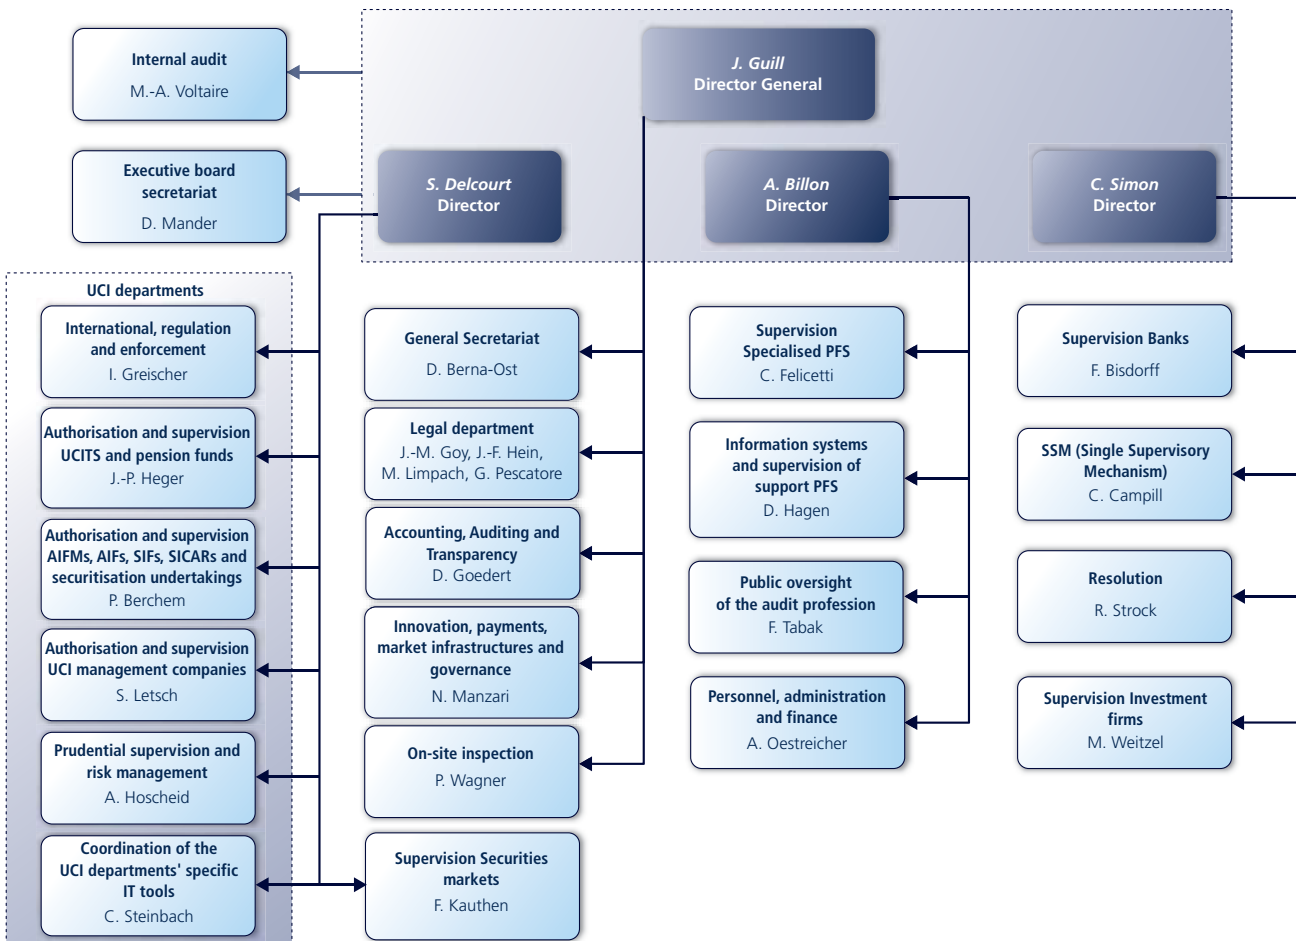 Internal audit
M.-A. Voltaire
J. Guill
Director General
Executive board
secretariat
D. Mander
S. Delcourt
Director
A. Billon
Director
C. Simon
Director
UCI departments
International, regulation
and enforcement
I. Greischer
Authorisation and supervision
UCITS and pension funds
J.-P. Heger
Authorisation and supervision
AIFMs, AIFs, SIFs, SICARs and
securitisation undertakings
P. Berchem
Authorisation and supervision
UCI management companies
S. Letsch
Prudential supervision and
risk management
A. Hoscheid
Coordination of the
UCI departments' specific
IT tools
C. Steinbach
General Secretariat
D. Berna-Ost
Legal department
J.-M. Goy, J.-F. Hein,
M. Limpach, G. Pescatore
Accounting, Auditing and
Transparency
D. Goedert
Innovation, payments,
market infrastructures and
governance
N. Manzari
On-site inspection
P. Wagner
Supervision Securities
markets
F. Kauthen
Supervision
Specialised PFS
C. Felicetti
Information systems
and supervision of
support PFS
D. Hagen
Public oversight
of the audit profession
F. Tabak
Personnel, administration
and finance
A. Oestreicher
Supervision Banks
F. Bisdorff
SSM (Single Supervisory
Mechanism)
C. Campill
Resolution
R. Strock
Supervision Investment
firms
M. Weitzel